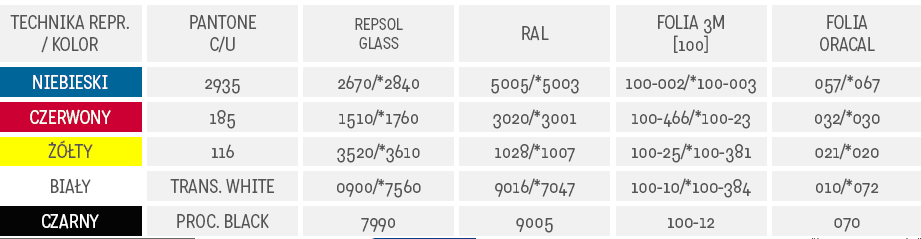 TECHNIKA REPR. / KOLOR PANTONE C/U REPSOL GLASS RAL FOLIA 3M [100] FOLIA ORACAL
NIEBIESKI 2935 2670/*2840 5005/*5003 100-002/*100-003 057/*067
CZERWONY 185 1510/*1760 3020/*3001 100-466/*100-23 032/*030
ŻÓŁTY 116 3520/*3610 1028/*1007 100-25/*100-381 021/*020
BIAŁY TRANS. WHITE 0900/*7560 9016/*7047 100-10/*100-384 010/*072
CZARNY PROC. BLACK 7990 9005 100-12 070